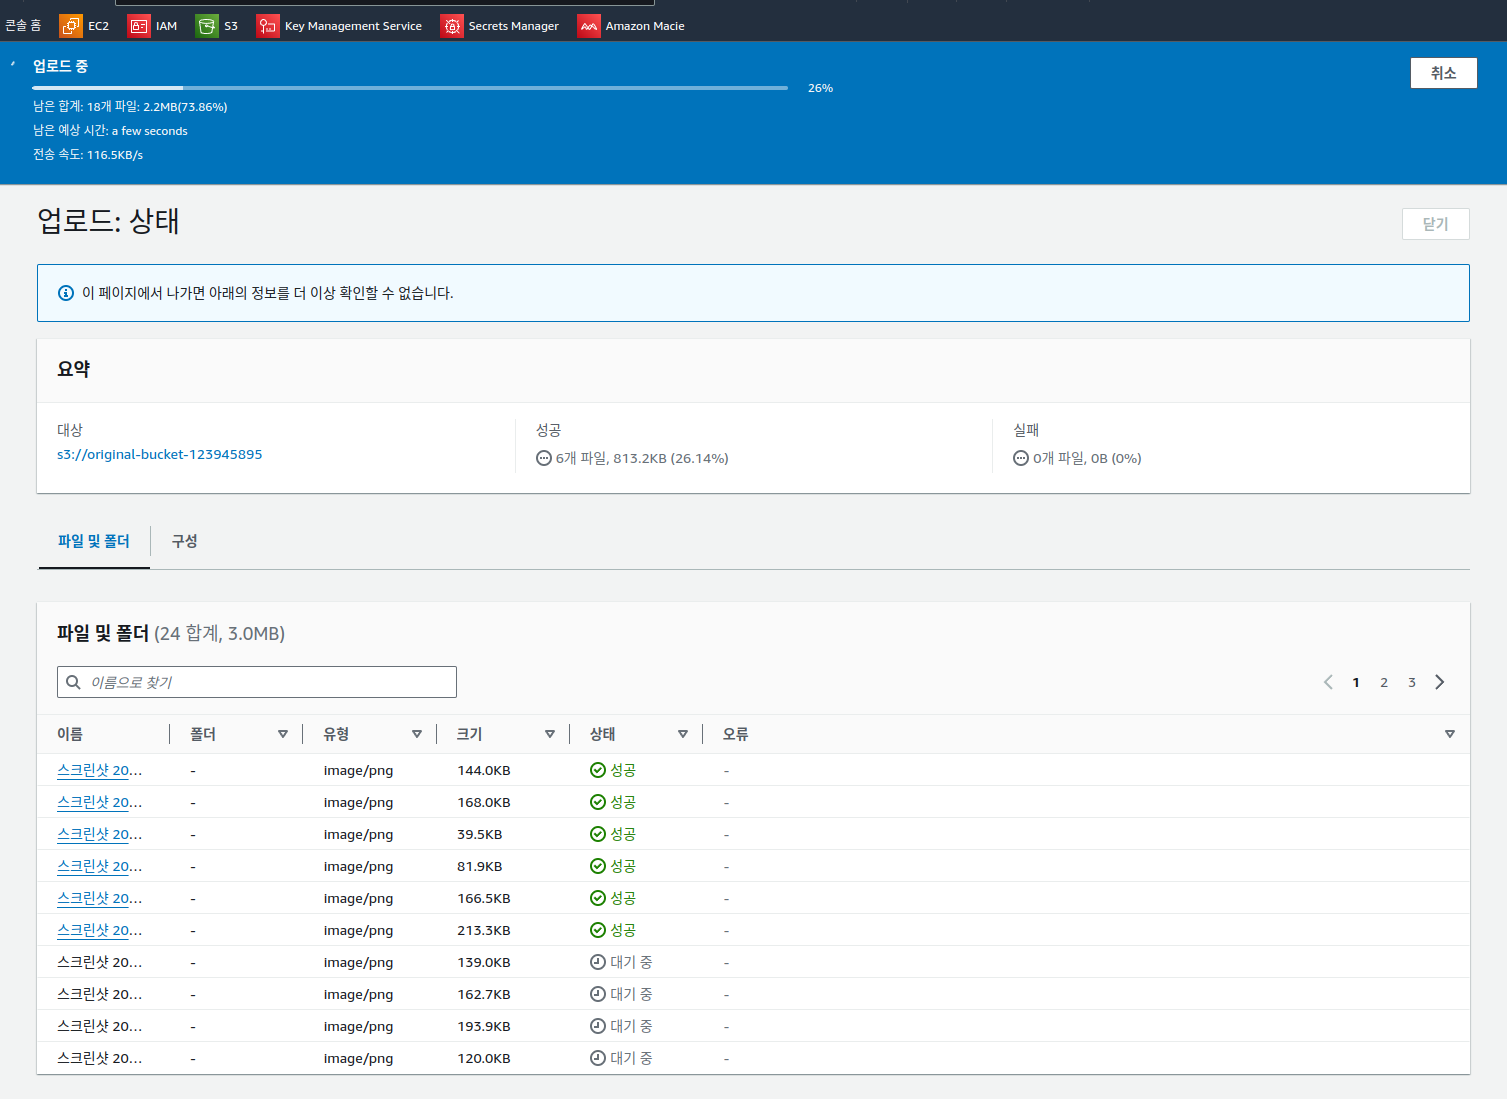 콘솔 홈 EC2 IAM S3 Key Management Service Secrets Manager Amazon Macie
업로드 중
취소
26%
남은 합계: 18개 파일: 2.2MB(73.86%)
남은 예상 시간: a few seconds
전송 속도: 116.5KB/s
업로드: 상태
닫기
이 페이지에서 나가면 아래의 정보를 더 이상 확인할 수 없습니다.
요약
대상 성공 실패
s3://original-bucket-123945895 6개 파일, 813.2KB (26.14%) 0개 파일, 0B (0%)
파일 및 폴더 구성
파일 및 폴더 (24 합계, 3.0MB)
이름으로 찾기
1 2 3
이름 폴더 유형 크기 상태 오류
스크린샷 20... - image/png 144.0KB 성공 -
스크린샷 20... - image/png 168.0KB 성공 -
스크린샷 20... - image/png 39.5KB 성공 -
스크린샷 20... - image/png 81.9KB 성공 -
스크린샷 20... - image/png 166.5KB 성공 -
스크린샷 20... - image/png 213.3KB 성공 -
스크린샷 20... - image/png 139.0KB 대기 중 -
스크린샷 20... - image/png 162.7KB 대기 중 -
스크린샷 20... - image/png 193.9KB 대기 중 -
스크린샷 20... - image/png 120.0KB 대기 중 -